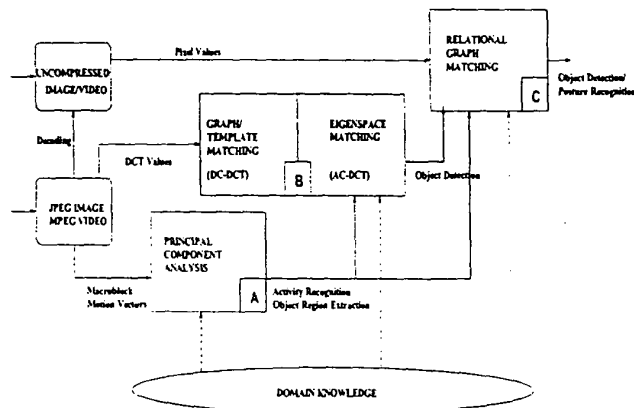 Pixel Values
UNCOMPRESSED
IMAGE/VIDEO
RELATIONAL
GRAPH
MATCHING
C
Object Detection/
Posture Recognition
Decoding
DCT Values
GRAPH/
TEMPLATE
MATCHING
(DC-DCT)
B
EIGENSPACE
MATCHING
(AC-DCT)
Object Detection
JPEG IMAGE
MPEG VIDEO
Macroblock
Motion Vectors
PRINCIPAL
COMPONENT
ANALYSIS
A
Activity Recognition
Object Region Extraction
DOMAIN KNOWLEDGE